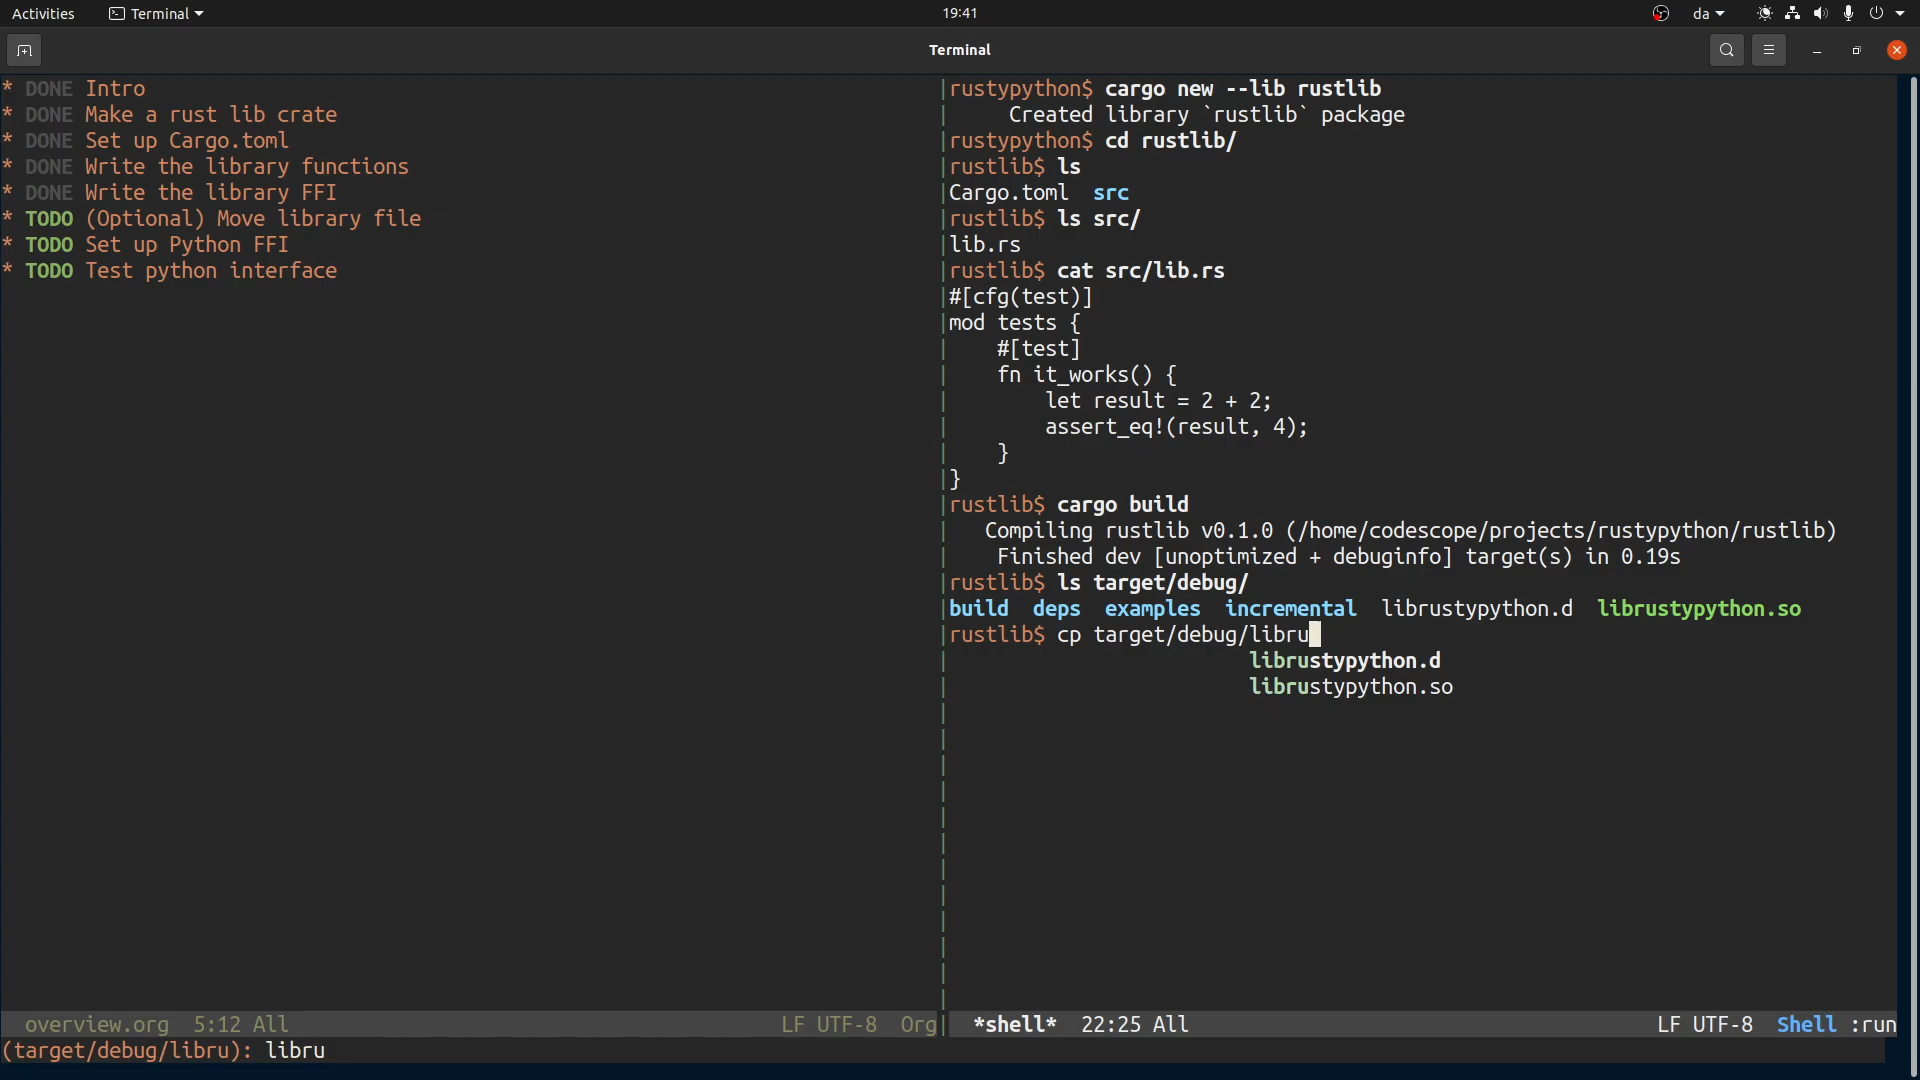 Activities Terminal 19:41 da
Terminal
* DONE Intro
* DONE Make a rust lib crate
* DONE Set up Cargo.toml
* DONE Write the library functions
* DONE Write the library FFI
* TODO (Optional) Move library file
* TODO Set up Python FFI
* TODO Test python interface
rustypython$ cargo new --lib rustlib
     Created library `rustlib` package
rustypython$ cd rustlib/
rustlib$ ls
Cargo.toml  src
rustlib$ ls src/
lib.rs
rustlib$ cat src/lib.rs
#[cfg(test)]
mod tests {
    #[test]
    fn it_works() {
        let result = 2 + 2;
        assert_eq!(result, 4);
    }
}
rustlib$ cargo build
   Compiling rustlib v0.1.0 (/home/codescope/projects/rustypython/rustlib)
    Finished dev [unoptimized + debuginfo] target(s) in 0.19s
rustlib$ ls target/debug/
build  deps  examples  incremental  librustypython.d  librustypython.so
rustlib$ cp target/debug/libru
librustypython.d
librustypython.so
overview.org  5:12 All LF UTF-8  Org
*shell*  22:25 All LF UTF-8  Shell :run
(target/debug/libru): libru